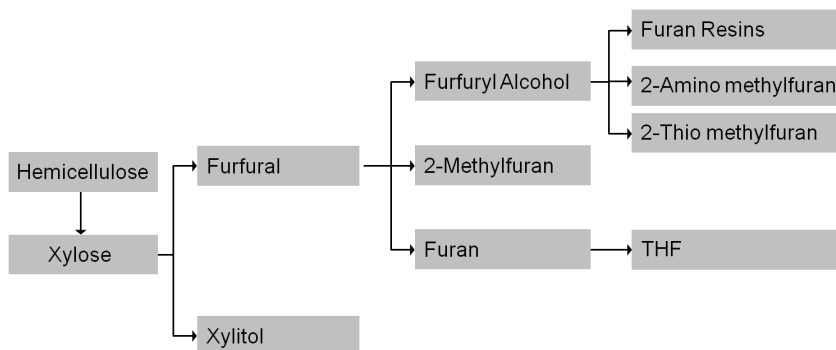 Furan Resins
Furfuryl Alcohol
2-Amino methylfuran
2-Thio methylfuran
Hemicellulose
Furfural
2-Methylfuran
Xylose
Furan
THF
Xylitol